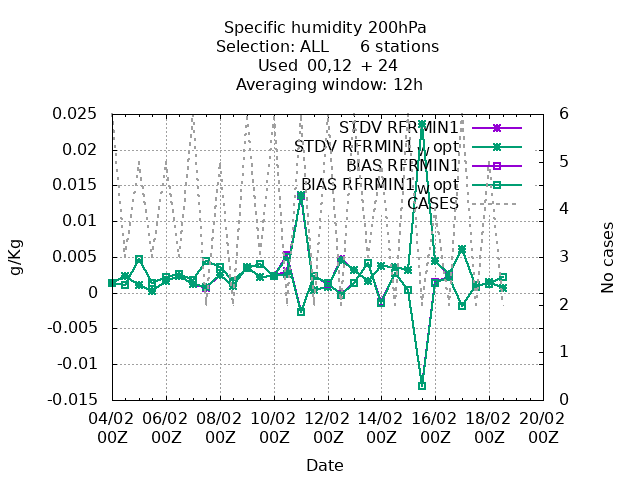 Specific humidity 200hPa
Selection: ALL 6 stations
Used 00,12 + 24
Averaging window: 12h
STDV RFRMIN1
STDV RFRMIN1_w_opt
BIAS RFRMIN1
BIAS RFRMIN1_w_opt
CASES
0.025
0.02
0.015
0.01
0.005
0
-0.005
-0.01
-0.015
g/Kg
6
5
4
3
2
1
0
No cases
04/02 06/02 08/02 10/02 12/02 14/02 16/02 18/02 20/02
00Z 00Z 00Z 00Z 00Z 00Z 00Z 00Z 00Z
Date